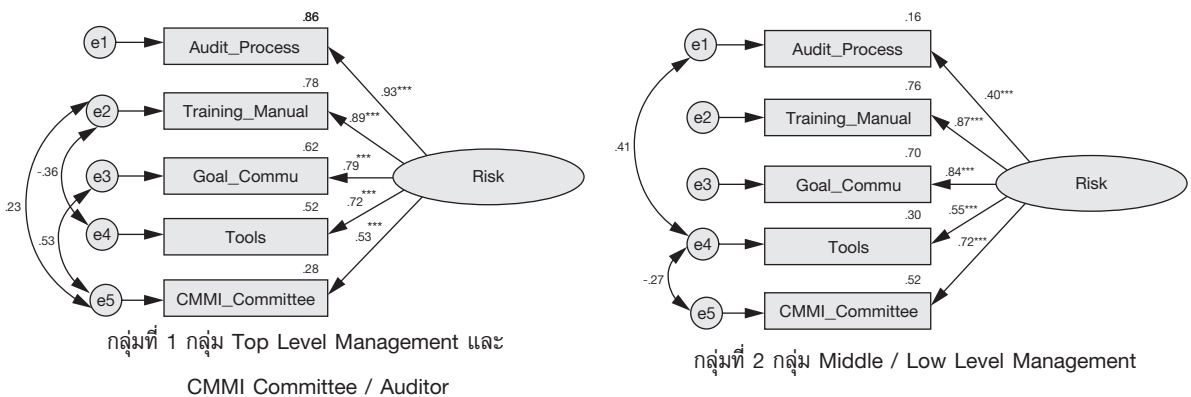 .86
e1
Audit_Process
.93***
.78
e2
Training_Manual
.89***
.62
e3
Goal_Commu
.79***
Risk
-.36
.23
.53
.52
e4
Tools
.72***
.28
e5
CMMI_Committee
.53***
กลุ่มที่ 1 กลุ่ม Top Level Management และ
CMMI Committee / Auditor
.16
e1
Audit_Process
.40***
.76
e2
Training_Manual
.87***
.41
.70
e3
Goal_Commu
.84***
Risk
.30
e4
Tools
.55***
-.27
.52
e5
CMMI_Committee
.72***
กลุ่มที่ 2 กลุ่ม Middle / Low Level Management